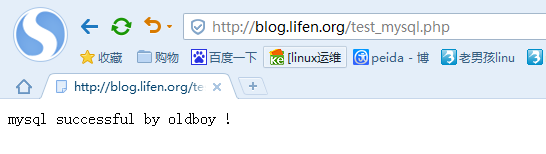 http://blog.lifen.org/test_mysql.php
收藏 购物 百度一下 [linux运维 peida - 博 老男孩linu
http://blog.lifen.org/te
mysql successful by oldboy !